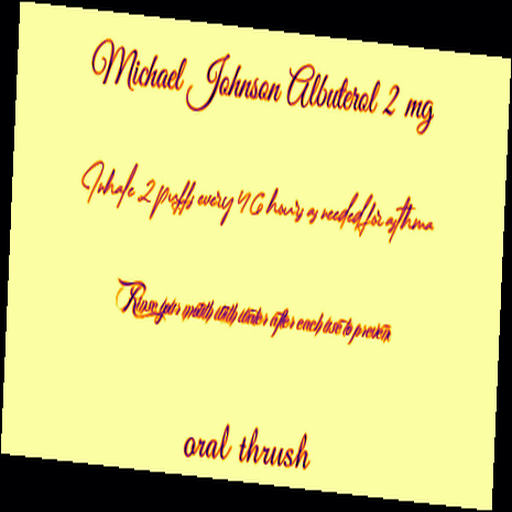 Michael Johnson Albuterol 2 mg
Inhale 2 puffs every 4 6 hours as needed for asthma
Rinse your mouth with water after each use to prevent
oral thrush